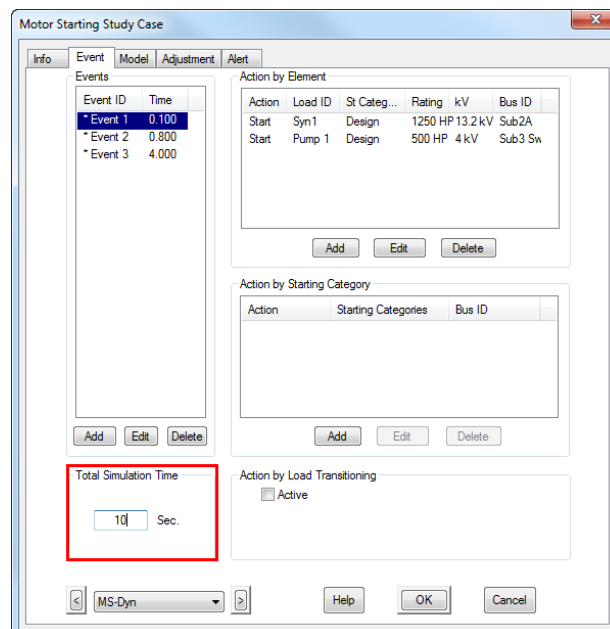 Motor Starting Study Case
x
Info Event Model Adjustment Alert
Events
Event ID Time
* Event 1 0.100
* Event 2 0.800
* Event 3 4.000
Add Edit Delete
Action by Element
Action Load ID St Categ... Rating kV Bus ID
Start Syn1 Design 1250 HP 13.2 kV Sub2A
Start Pump 1 Design 500 HP 4 kV Sub3 Sw
Add Edit Delete
Action by Starting Category
Action Starting Categories Bus ID
Add Edit Delete
Total Simulation Time
10 Sec.
Action by Load Transitioning
Active
< MS-Dyn > Help OK Cancel